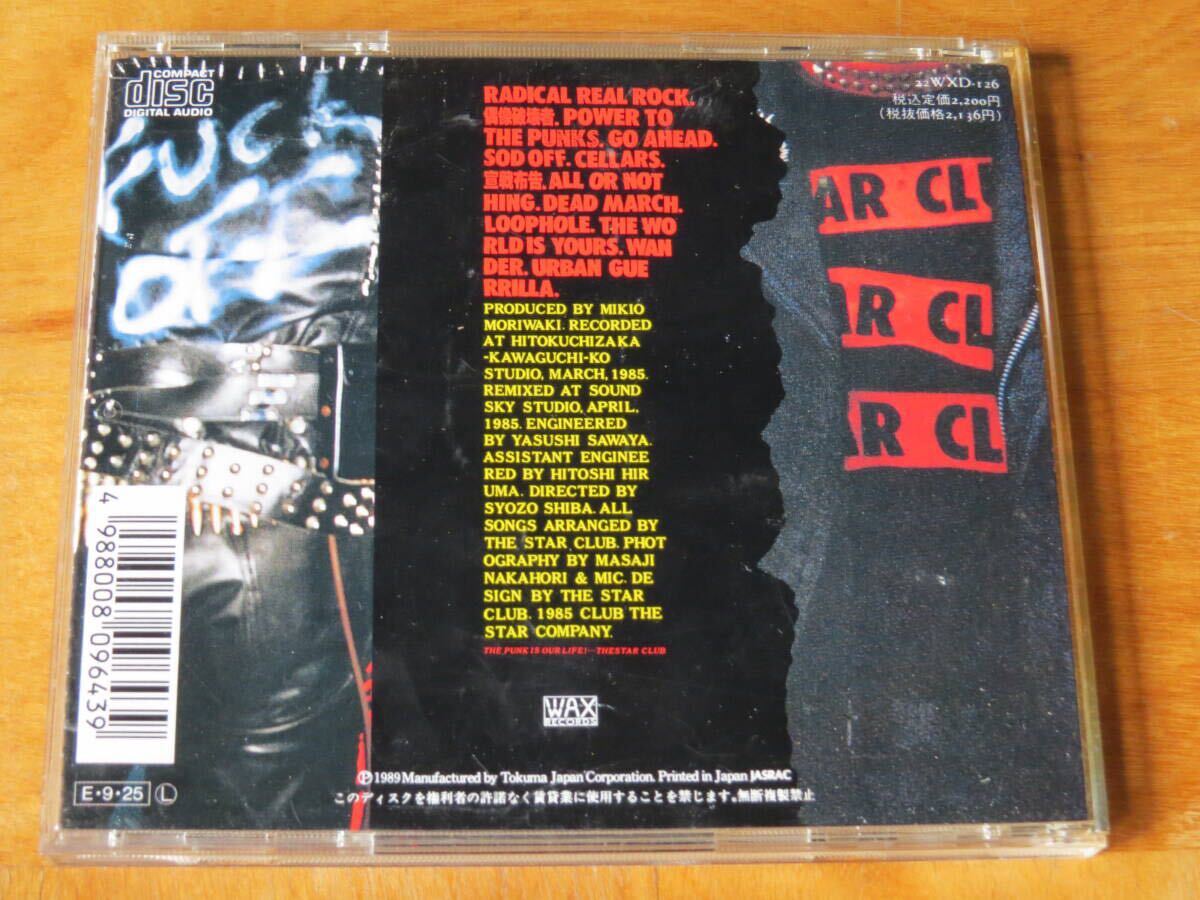 COMPACT
disc
DIGITAL AUDIO
FUCK
OFF
RADICAL REAL ROCK.
偶像破壊者. POWER TO
THE PUNKS. GO AHEAD.
SOD OFF. CELLARS.
宣戦布告. ALL OR NOT
HING. DEAD MARCH.
LOOPHOLE. THE WO
RLD IS YOURS. WAN
DER. URBAN GUE
RRILLA.
PRODUCED BY MIKIO
MORIWAKI. RECORDED
AT HITOKUCHIZAKA
-KAWAGUCHI-KO
STUDIO, MARCH, 1985.
REMIXED AT SOUND
SKY STUDIO, APRIL,
1985. ENGINEERED
BY YASUSHI SAWAYA.
ASSISTANT ENGINEE
RED BY HITOSHI HIR
UMA. DIRECTED BY
SYOZO SHIBA. ALL
SONGS ARRANGED BY
THE STAR CLUB. PHOT
OGRAPHY BY MASAJI
NAKAHORI & MIC. DE
SIGN BY THE STAR
CLUB. 1985 CLUB THE
STAR COMPANY.
THE PUNK IS OUR LIFE!—THESTAR CLUB
WAX
RECORDS
22WXD-126
税込定価2,200円
(税抜価格2,136円)
AR CLU
AR CL
AR CL
4 988008 096439
E・9・25 Ⓛ
Ⓟ1989 Manufactured by Tokuma Japan Corporation. Printed in Japan JASRAC
このディスクを権利者の許諾なく賃貸業に使用することを禁じます。無断複製禁止